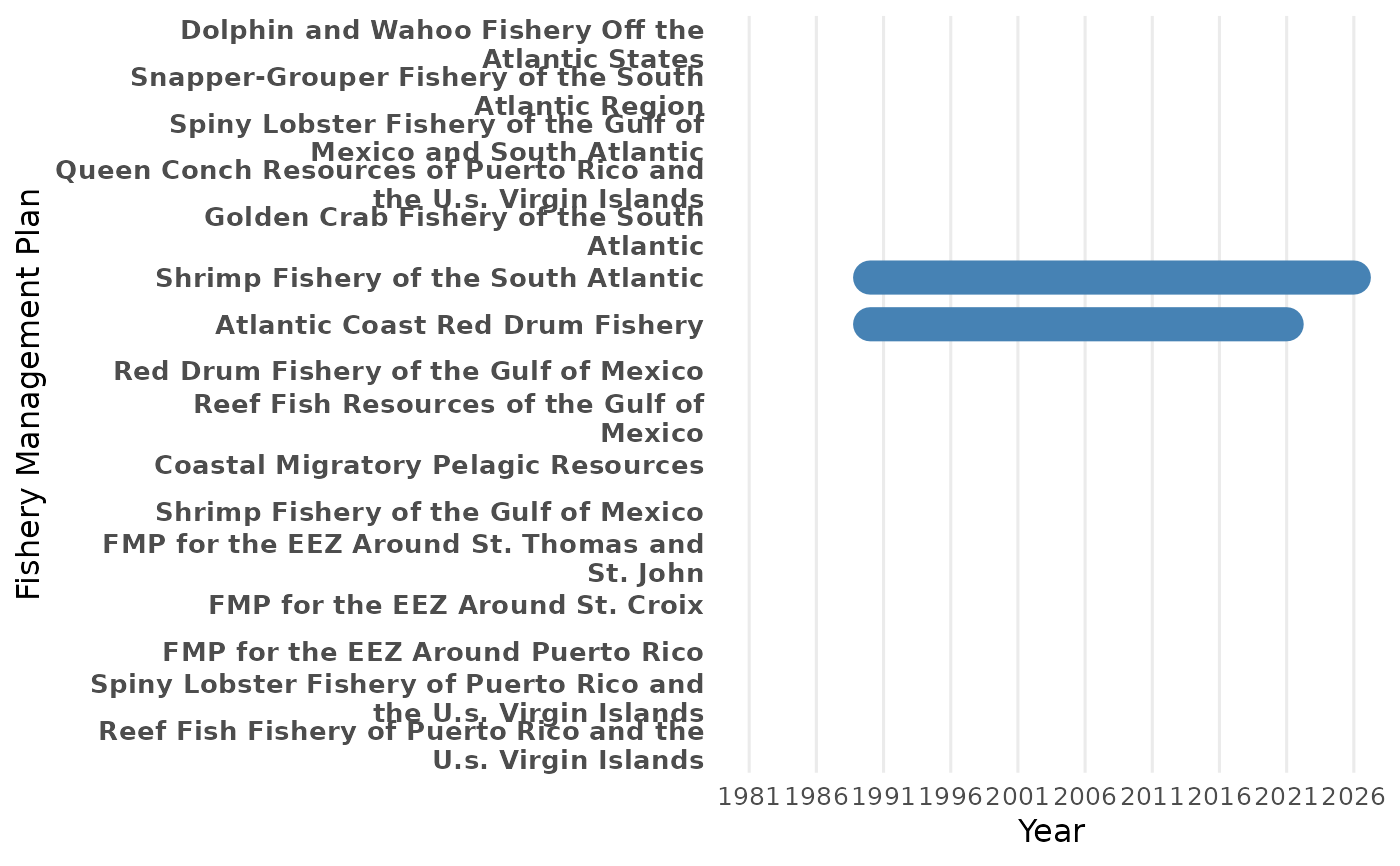 Dolphin and Wahoo Fishery Off the
Atlantic States
Snapper-Grouper Fishery of the South
Atlantic Region
Spiny Lobster Fishery of the Gulf of
Mexico and South Atlantic
Queen Conch Resources of Puerto Rico and
the U.s. Virgin Islands
Golden Crab Fishery of the South
Atlantic
Shrimp Fishery of the South Atlantic
Atlantic Coast Red Drum Fishery
Red Drum Fishery of the Gulf of Mexico
Reef Fish Resources of the Gulf of
Mexico
Coastal Migratory Pelagic Resources
Shrimp Fishery of the Gulf of Mexico
FMP for the EEZ Around St. Thomas and
St. John
FMP for the EEZ Around St. Croix
FMP for the EEZ Around Puerto Rico
Spiny Lobster Fishery of Puerto Rico and
the U.s. Virgin Islands
Reef Fish Fishery of Puerto Rico and the
U.s. Virgin Islands
Fishery Management Plan
1981 1986 1991 1996 2001 2006 2011 2016 2021 2026
Year